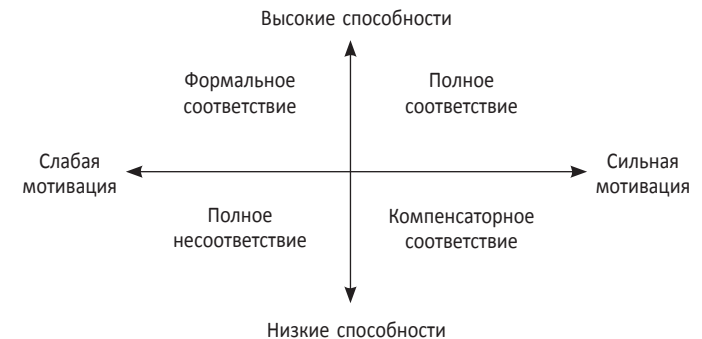 Высокие способности
Формальное
соответствие
Полное
соответствие
Слабая
мотивация
Сильная
мотивация
Полное
несоответствие
Компенсаторное
соответствие
Низкие способности